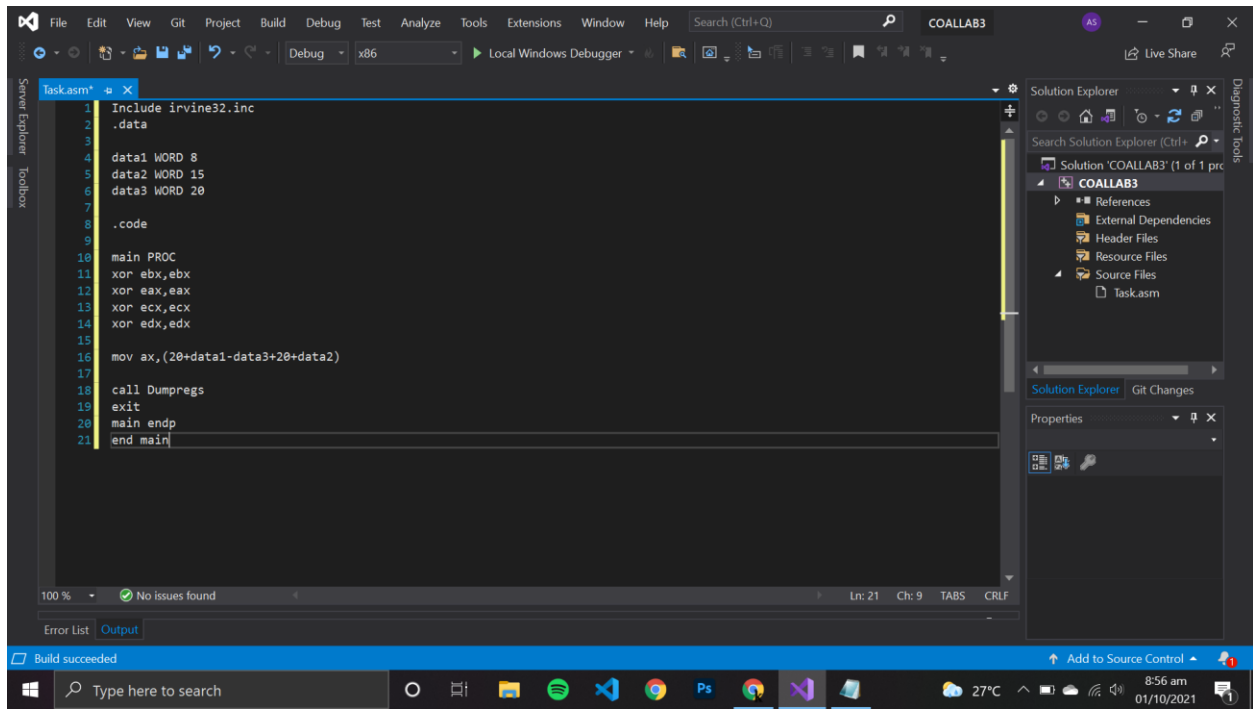 File Edit View Git Project Build Debug Test Analyze Tools Extensions Window Help Search (Ctrl+Q) COALLAB3 AS
Debug x86 Local Windows Debugger Live Share
Server Explorer
Toolbox
Task.asm*
1 Include irvine32.inc
2 .data
3
4 data1 WORD 8
5 data2 WORD 15
6 data3 WORD 20
7
8 .code
9
10 main PROC
11 xor ebx,ebx
12 xor eax,eax
13 xor ecx,ecx
14 xor edx,edx
15
16 mov ax,(20+data1-data3+20+data2)
17
18 call Dumpregs
19 exit
20 main endp
21 end main
100 % No issues found Ln: 21 Ch: 9 TABS CRLF
Error List Output
Solution Explorer
Search Solution Explorer (Ctrl+
Solution 'COALLAB3' (1 of 1 pro
COALLAB3
References
External Dependencies
Header Files
Resource Files
Source Files
Task.asm
Solution Explorer Git Changes
Properties
Diagnostic Tools
Build succeeded Add to Source Control 1
Type here to search Ps 27°C 8:56 am
01/10/2021 1